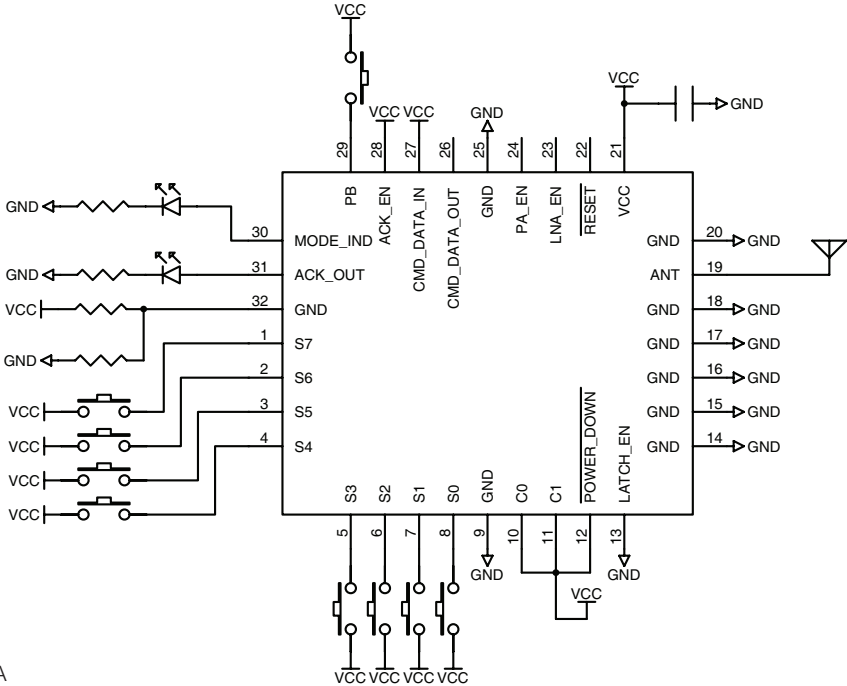 VCC
VCC
VCC VCC
GND
GND
29
28
27
26
25
24
23
22
21
PB
ACK_EN
CMD_DATA_IN
CMD_DATA_OUT
GND
PA_EN
LNA_EN
RESET
VCC
GND
30
MODE_IND
GND
31
ACK_OUT
VCC
32
GND
GND
1
S7
2
S6
VCC
3
S5
VCC
4
S4
VCC
VCC
GND
20
GND
ANT
19
GND
18
GND
GND
17
GND
GND
16
GND
GND
15
GND
GND
14
GND
S3
S2
S1
S0
GND
C0
C1
POWER_DOWN
LATCH_EN
5
6
7
8
9
10
11
12
13
GND
GND
VCC
VCC VCC VCC VCC
A